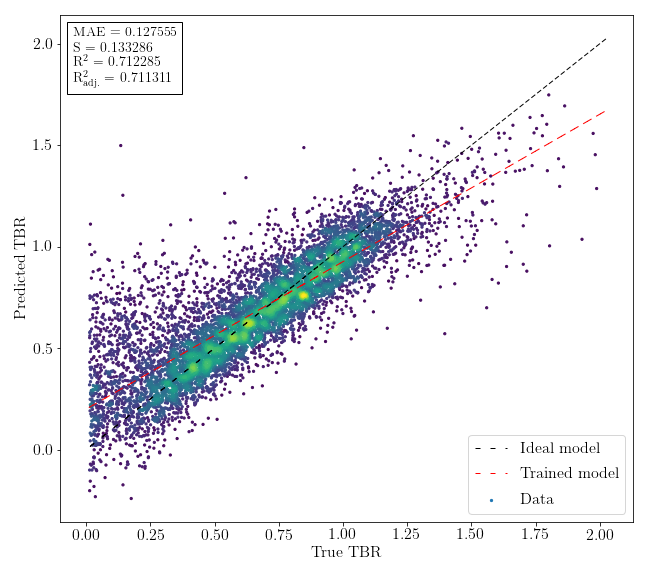 MAE = 0.127555
S = 0.133286
R² = 0.712285
R²adj. = 0.711311
2.0
1.5
1.0
0.5
0.0
Predicted TBR
Ideal model
Trained model
Data
0.00 0.25 0.50 0.75 1.00 1.25 1.50 1.75 2.00
True TBR